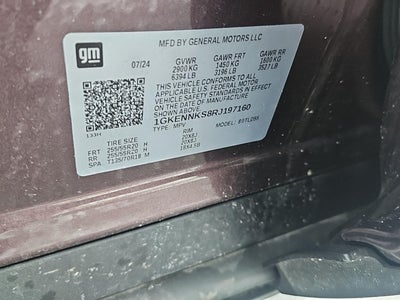 gm
MFD BY GENERAL MOTORS LLC
07/24 GVWR GAWR FRT GAWR RR
2900 KG 1450 KG 1600 KG
6394 LB 3196 LB 3527 LB
THIS VEHICLE CONFORMS TO ALL
APPLICABLE U.S. FEDERAL MOTOR
VEHICLE SAFETY STANDARDS IN EFFECT
ON THE DATE OF MANUFACTURE SHOWN ABOVE.
1GKENNKS8RJ197160
TYPE: MPV MODEL:
TIRE SIZE RIM
FRT 255/55R20 H 20X8J
RR 255/55R20 H 20X8J
SPA T135/70R18 M 18X4.5B